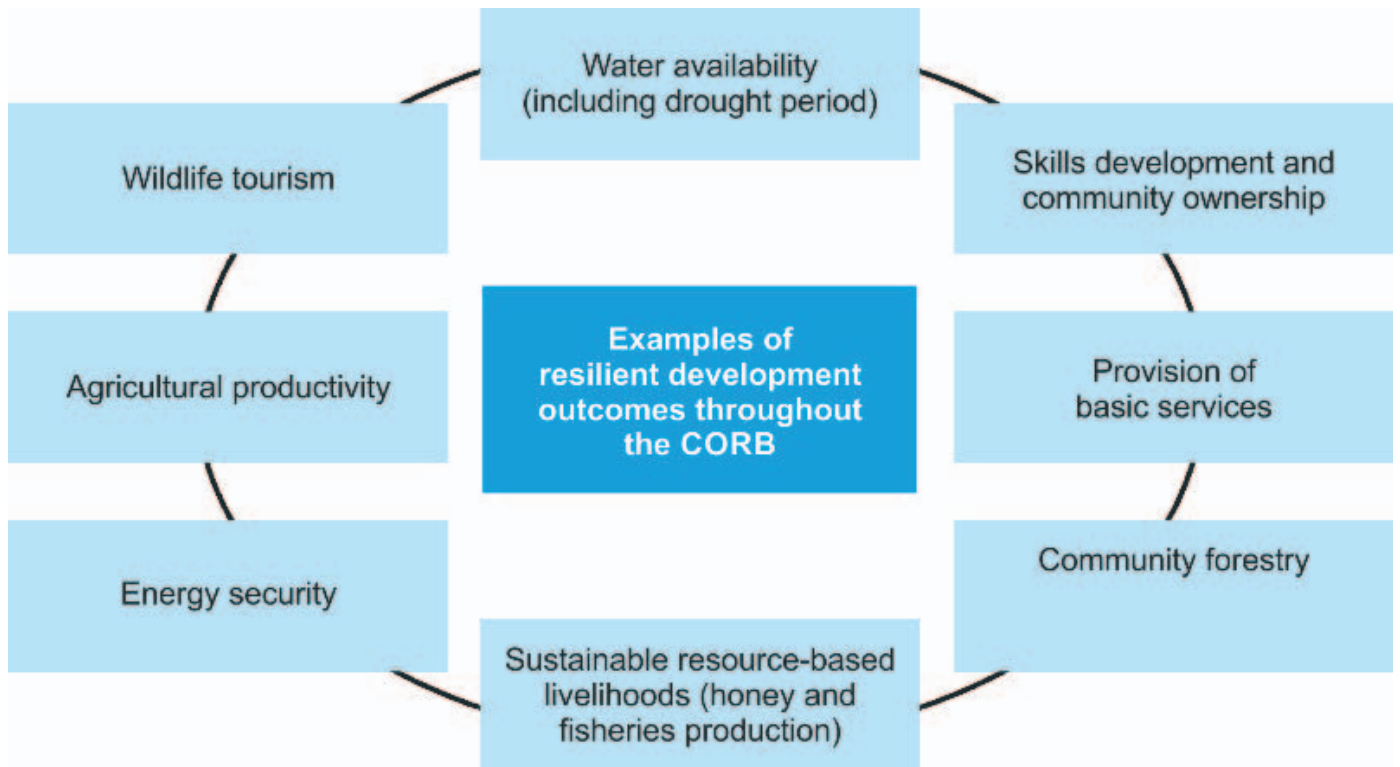 Water availability
(including drought period)
Wildlife tourism
Skills development and
community ownership
Agricultural productivity
Examples of
resilient development
outcomes throughout
the CORB
Provision of
basic services
Energy security
Community forestry
Sustainable resource-based
livelihoods (honey and
fisheries production)